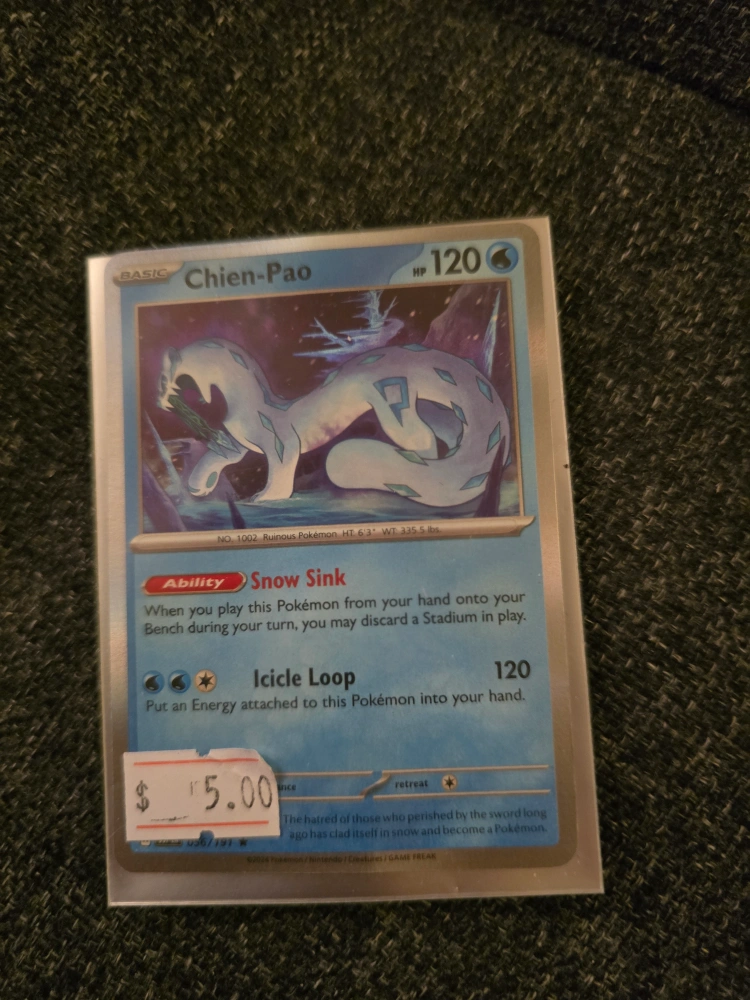 BASIC Chien-Pao HP 120
NO. 1002 Ruinous Pokémon HT: 6'3" WT: 335.5 lbs.
Ability Snow Sink
When you play this Pokémon from your hand onto your
Bench during your turn, you may discard a Stadium in play.
Icicle Loop 120
Put an Energy attached to this Pokémon into your hand.
retreat
$ 5.00
The hatred of those who perished by the sword long
ago has clad itself in snow and become a Pokémon.
©2024 Pokémon / Nintendo / Creatures / GAME FREAK